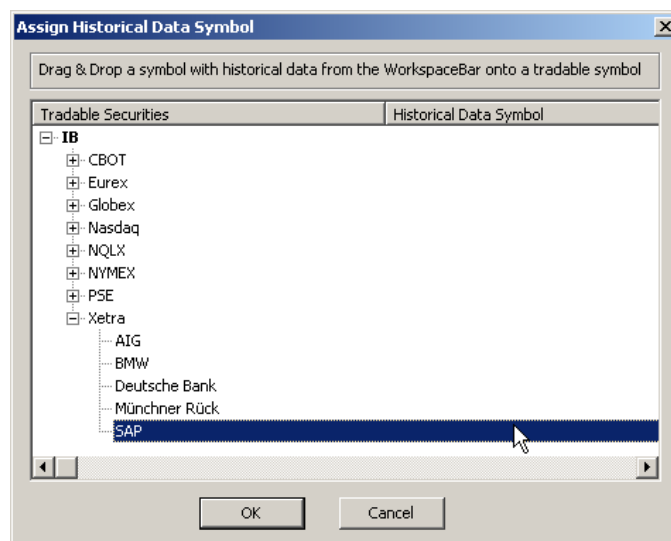 Assign Historical Data Symbol
Drag & Drop a symbol with historical data from the WorkspaceBar onto a tradable symbol
Tradable Securities Historical Data Symbol
IB
CBOT
Eurex
Globex
Nasdaq
NQLX
NYMEX
PSE
Xetra
AIG
BMW
Deutsche Bank
Münchner Rück
SAP
OK Cancel